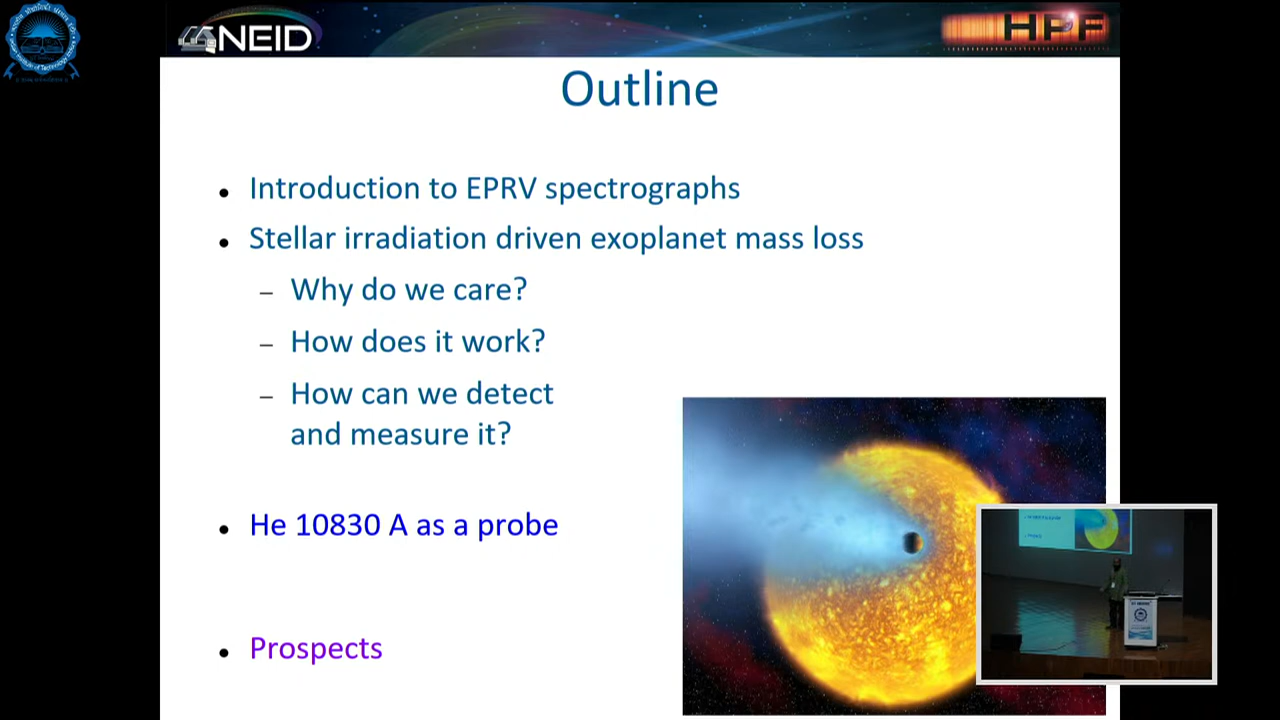 NEID
HPF
Outline
Introduction to EPRV spectrographs
Stellar irradiation driven exoplanet mass loss
– Why do we care?
– How does it work?
– How can we detect
and measure it?
He 10830 A as a probe
Prospects